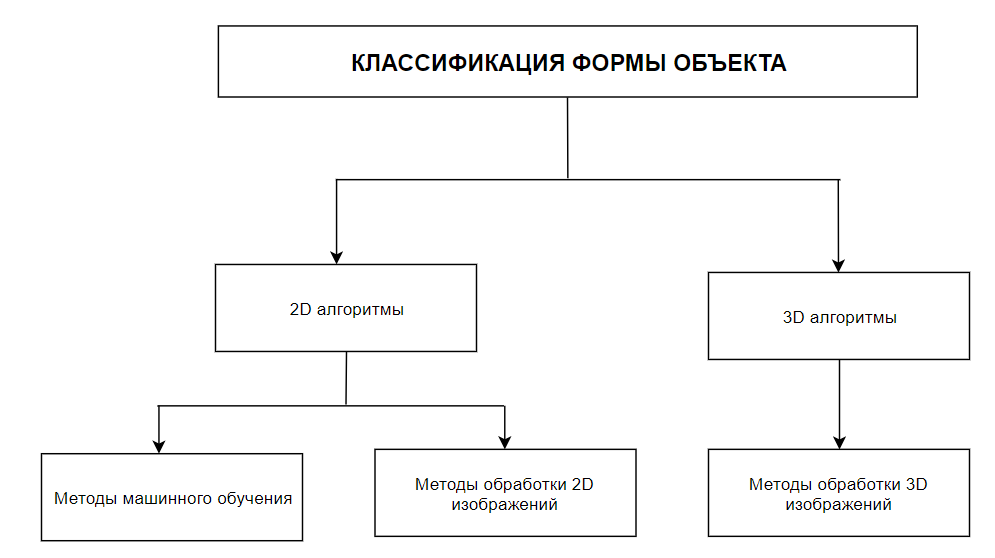 КЛАССИФИКАЦИЯ ФОРМЫ ОБЪЕКТА
2D алгоритмы
3D алгоритмы
Методы машинного обучения
Методы обработки 2D
изображений
Методы обработки 3D
изображений